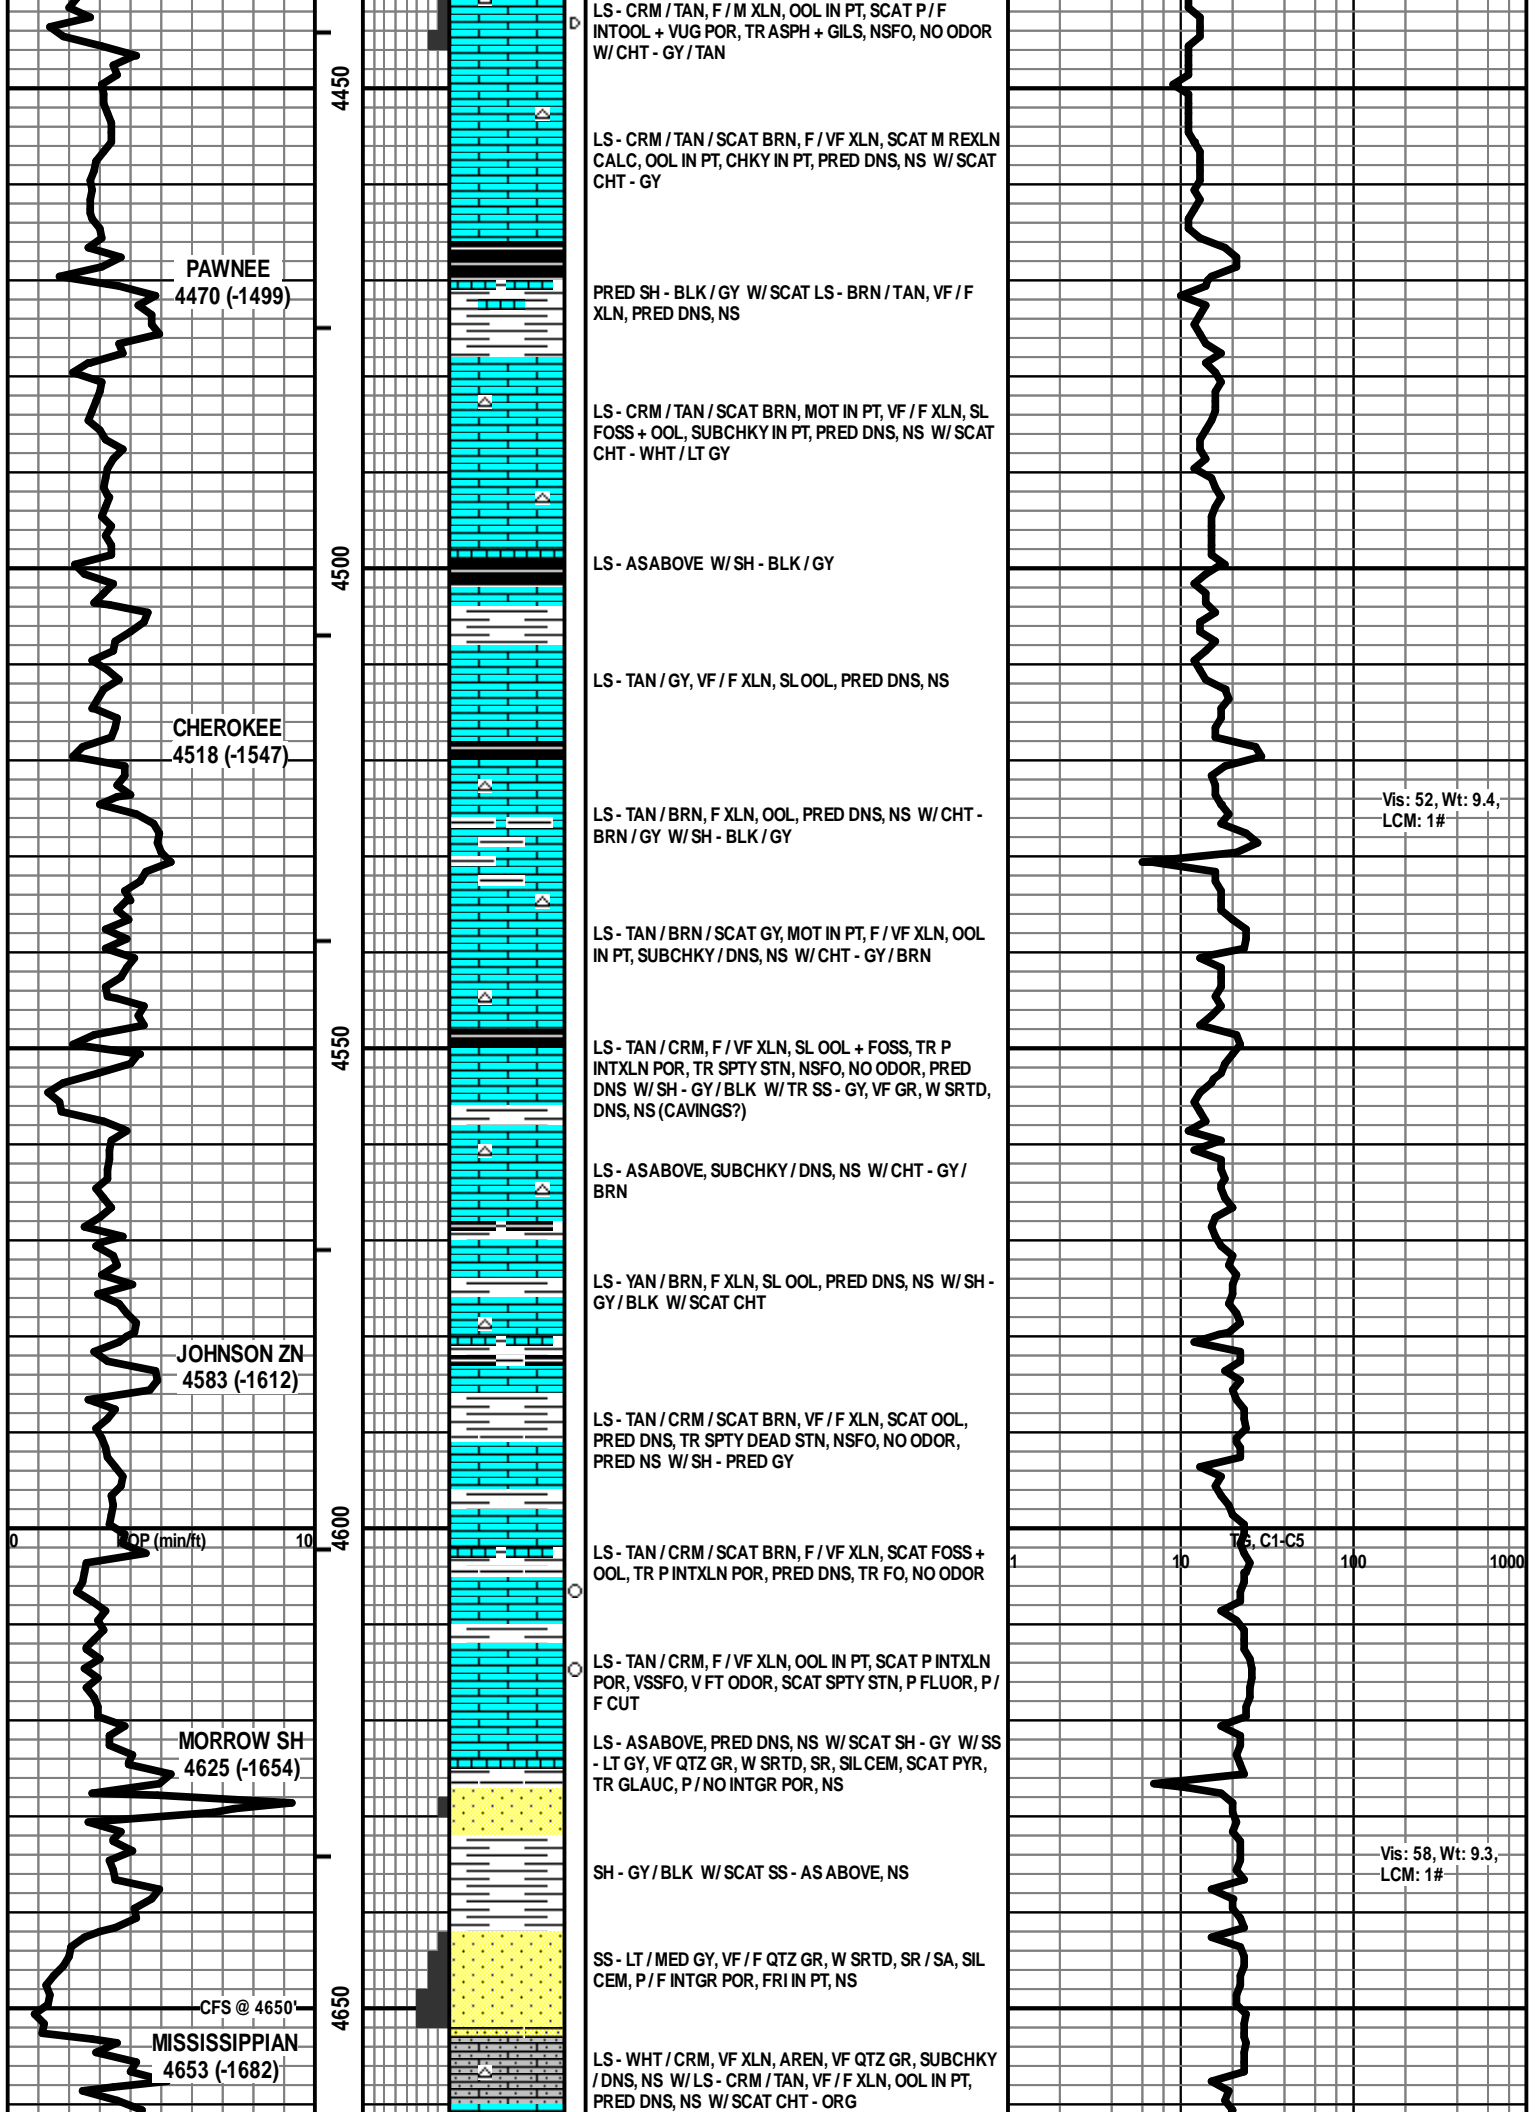 LS - CRM / TAN, F / M XLN, OOL IN PT, SCAT P / F
INTOOL + VUG POR, TR ASPH + GILS, NSFO, NO ODOR
W/ CHT - GY / TAN
4450
LS - CRM / TAN / SCAT BRN, F / VF XLN, SCAT M REXLN
CALC, OOL IN PT, CHKY IN PT, PRED DNS, NS W/ SCAT
CHT - GY
PAWNEE
4470 (-1499)
PRED SH - BLK / GY W/ SCAT LS - BRN / TAN, VF / F
XLN, PRED DNS, NS
LS - CRM / TAN / SCAT BRN, MOT IN PT, VF / F XLN, SL
FOSS + OOL, SUBCHKY IN PT, PRED DNS, NS W/ SCAT
CHT - WHT / LT GY
4500
LS - AS ABOVE W/ SH - BLK / GY
LS - TAN / GY, VF / F XLN, SL OOL, PRED DNS, NS
CHEROKEE
4518 (-1547)
Vis: 52, Wt: 9.4,
LCM: 1#
LS - TAN / BRN, F XLN, OOL, PRED DNS, NS W/ CHT -
BRN / GY W/ SH - BLK / GY
LS - TAN / BRN / SCAT GY, MOT IN PT, F / VF XLN, OOL
IN PT, SUBCHKY / DNS, NS W/ CHT - GY / BRN
4550
LS - TAN / CRM, F / VF XLN, SL OOL + FOSS, TR P
INTXLN POR, TR SPTY STN, NSFO, NO ODOR, PRED
DNS W/ SH - GY / BLK W/ TR SS - GY, VF GR, W SRTD,
DNS, NS (CAVINGS?)
LS - AS ABOVE, SUBCHKY / DNS, NS W/ CHT - GY /
BRN
LS - YAN / BRN, F XLN, SL OOL, PRED DNS, NS W/ SH -
GY / BLK W/ SCAT CHT
JOHNSON ZN
4583 (-1612)
LS - TAN / CRM / SCAT BRN, VF / F XLN, SCAT OOL,
PRED DNS, TR SPTY DEAD STN, NSFO, NO ODOR,
PRED NS W/ SH - PRED GY
0 ROP (min/ft) 10
4600
LS - TAN / CRM / SCAT BRN, F / VF XLN, SCAT FOSS +
OOL, TR P INTXLN POR, PRED DNS, TR FO, NO ODOR
TG, C1-C5
1 10 100 1000
LS - TAN / CRM, F / VF XLN, OOL IN PT, SCAT P INTXLN
POR, VSSFO, V FT ODOR, SCAT SPTY STN, P FLUOR, P /
F CUT
MORROW SH
4625 (-1654)
LS - AS ABOVE, PRED DNS, NS W/ SCAT SH - GY W/ SS
- LT GY, VF QTZ GR, W SRTD, SR, SIL CEM, SCAT PYR,
TR GLAUC, P / NO INTGR POR, NS
Vis: 58, Wt: 9.3,
LCM: 1#
SH - GY / BLK W/ SCAT SS - AS ABOVE, NS
SS - LT / MED GY, VF / F QTZ GR, W SRTD, SR / SA, SIL
CEM, P / F INTGR POR, FRI IN PT, NS
CFS @ 4650'
4650
MISSISSIPPIAN
4653 (-1682)
LS - WHT / CRM, VF XLN, AREN, VF QTZ GR, SUBCHKY
/ DNS, NS W/ LS - CRM / TAN, VF / F XLN, OOL IN PT,
PRED DNS, NS W/ SCAT CHT - ORG